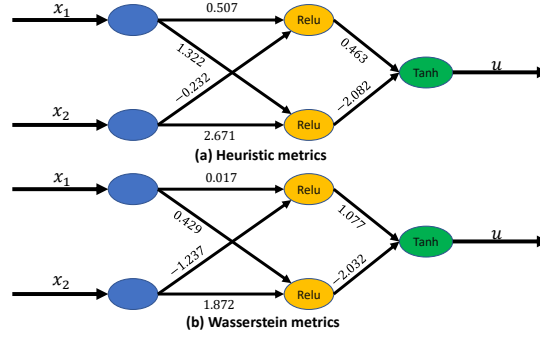 0.507
x₁
Relu
1.322
0.463
Tanh
u
−0.232
−2.082
x₂
Relu
2.671
(a) Heuristic metrics
0.017
x₁
Relu
0.429
1.077
Tanh
u
−1.237
−2.032
x₂
Relu
1.872
(b) Wasserstein metrics